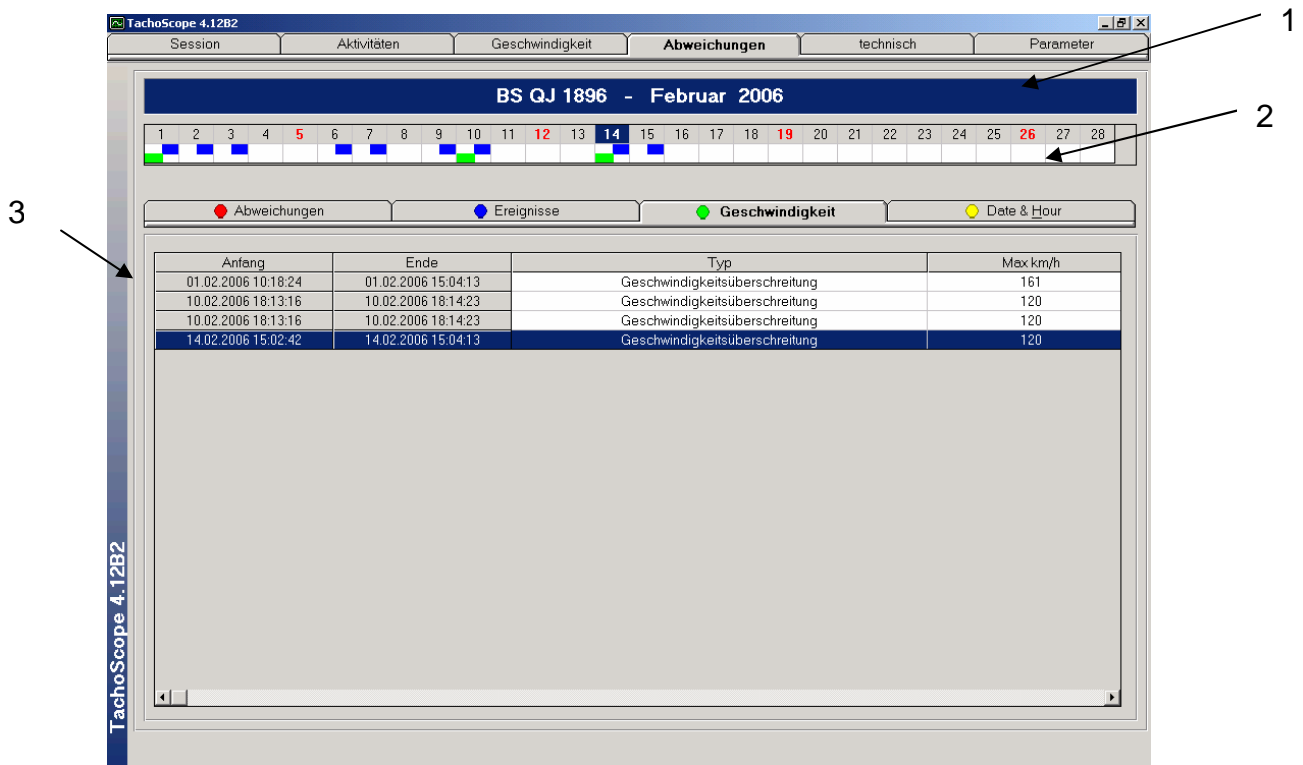 TachoScope 4.12B2
1
Session Aktivitäten Geschwindigkeit Abweichungen technisch Parameter
BS QJ 1896 - Februar 2006
2
1 2 3 4 5 6 7 8 9 10 11 12 13 14 15 16 17 18 19 20 21 22 23 24 25 26 27 28
3
Abweichungen Ereignisse Geschwindigkeit Date & Hour
Anfang Ende Typ Max km/h
01.02.2006 10:18:24 01.02.2006 15:04:13 Geschwindigkeitsüberschreitung 161
10.02.2006 18:13:16 10.02.2006 18:14:23 Geschwindigkeitsüberschreitung 120
10.02.2006 18:13:16 10.02.2006 18:14:23 Geschwindigkeitsüberschreitung 120
14.02.2006 15:02:42 14.02.2006 15:04:13 Geschwindigkeitsüberschreitung 120
TachoScope 4.12B2